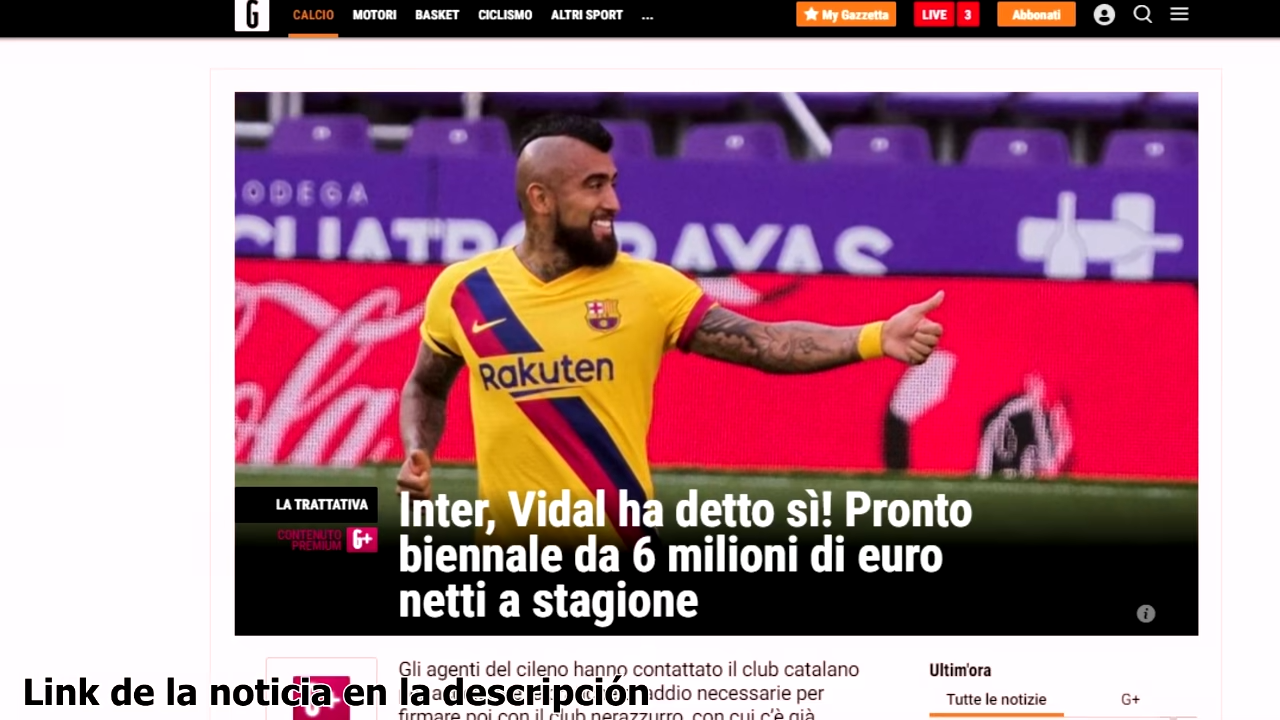 G CALCIO MOTORI BASKET CICLISMO ALTRI SPORT ... My Gazzetta LIVE 3 Abbonati
ODEGA
CUATRO RAYAS
Rakuten
LA TRATTATIVA
CONTENUTO
PREMIUM G+
Inter, Vidal ha detto sì! Pronto
biennale da 6 milioni di euro
netti a stagione
Gli agenti del cileno hanno contattato il club catalano
addio necessarie per
firmare poi con il club nerazzurro, con cui c'è già
Ultim'ora
Tutte le notizie G+
Link de la noticia en la descripción